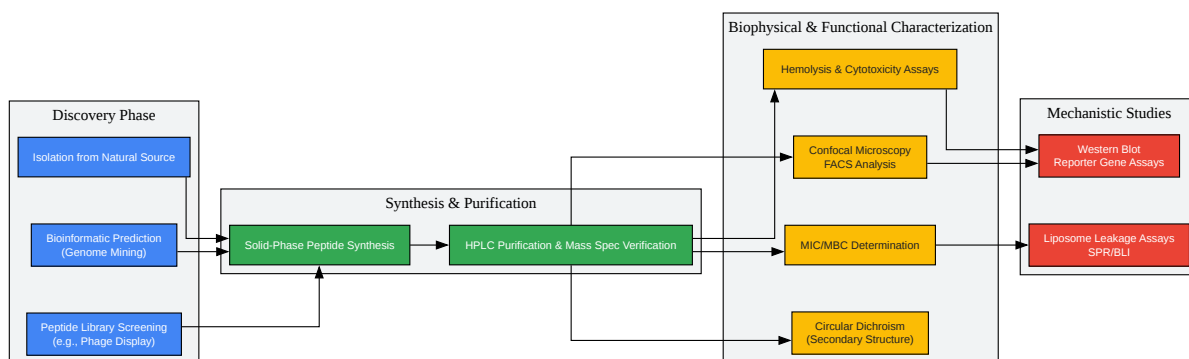 Discovery Phase
Isolation from Natural Source
Bioinformatic Prediction
(Genome Mining)
Peptide Library Screening
(e.g., Phage Display)
Synthesis & Purification
Solid-Phase Peptide Synthesis
HPLC Purification & Mass Spec Verification
Biophysical & Functional Characterization
Hemolysis & Cytotoxicity Assays
Confocal Microscopy
FACS Analysis
MIC/MBC Determination
Circular Dichroism
(Secondary Structure)
Mechanistic Studies
Western Blot
Reporter Gene Assays
Liposome Leakage Assays
SPR/BLI